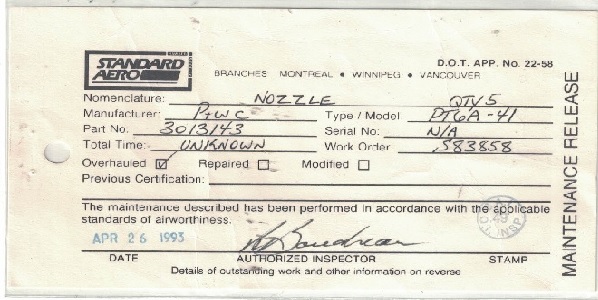 STANDARD AERO
D.O.T. APP. No. 22-58
BRANCHES MONTREAL • WINNIPEG • VANCOUVER
Nomenclature: NOZZLE QTY 5
Manufacturer: P+WC Type / Model PT6A-41
Part No. 3013143 Serial No. N/A
Total Time: UNKNOWN Work Order 583858
Overhauled ☑ Repaired ☐ Modified ☐
Previous Certification:
The maintenance described has been performed in accordance with the applicable
standards of airworthiness.
APR 26 1993
DATE AUTHORIZED INSPECTOR STAMP
Details of outstanding work and other information on reverse
MAINTENANCE RELEASE